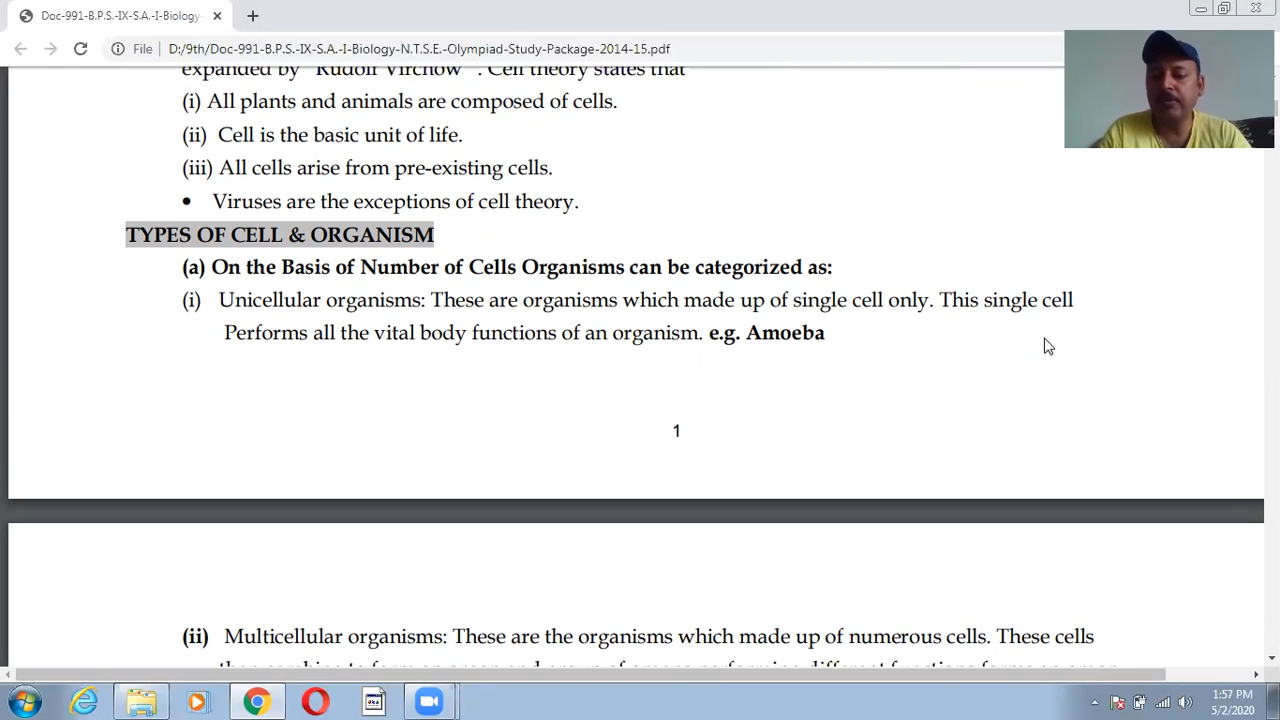 Doc-991-B.P.S.-IX-S.A.-I-Biology-
File D:/9th/Doc-991-B.P.S.-IX-S.A.-I-Biology-N.T.S.E.-Olympiad-Study-Package-2014-15.pdf
expanded by "Rudolf Virchow" . Cell theory states that
(i) All plants and animals are composed of cells.
(ii) Cell is the basic unit of life.
(iii) All cells arise from pre-existing cells.
• Viruses are the exceptions of cell theory.
TYPES OF CELL & ORGANISM
(a) On the Basis of Number of Cells Organisms can be categorized as:
(i) Unicellular organisms: These are organisms which made up of single cell only. This single cell
Performs all the vital body functions of an organism. e.g. Amoeba
1
(ii) Multicellular organisms: These are the organisms which made up of numerous cells. These cells
1:57 PM
5/2/2020